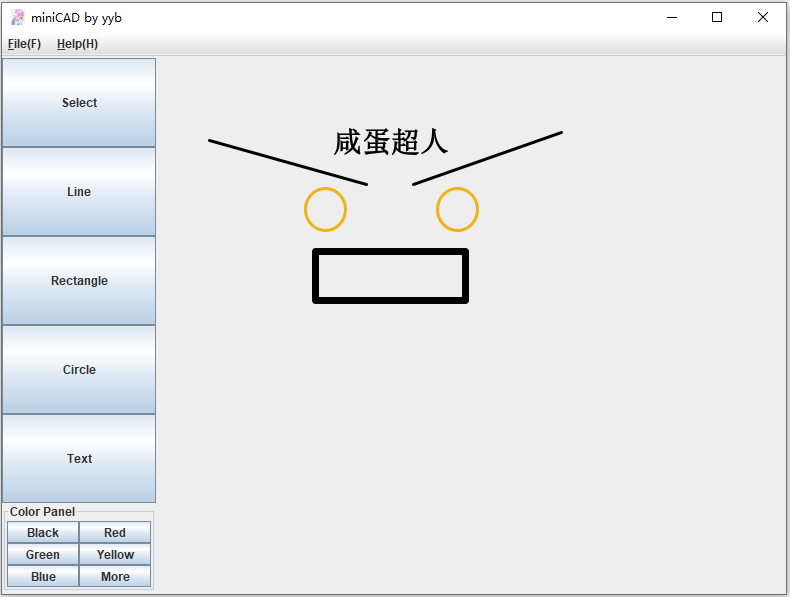 miniCAD by yyb
File(F) Help(H)
Select
Line
Rectangle
Circle
Text
Color Panel
Black Red
Green Yellow
Blue More
咸蛋超人